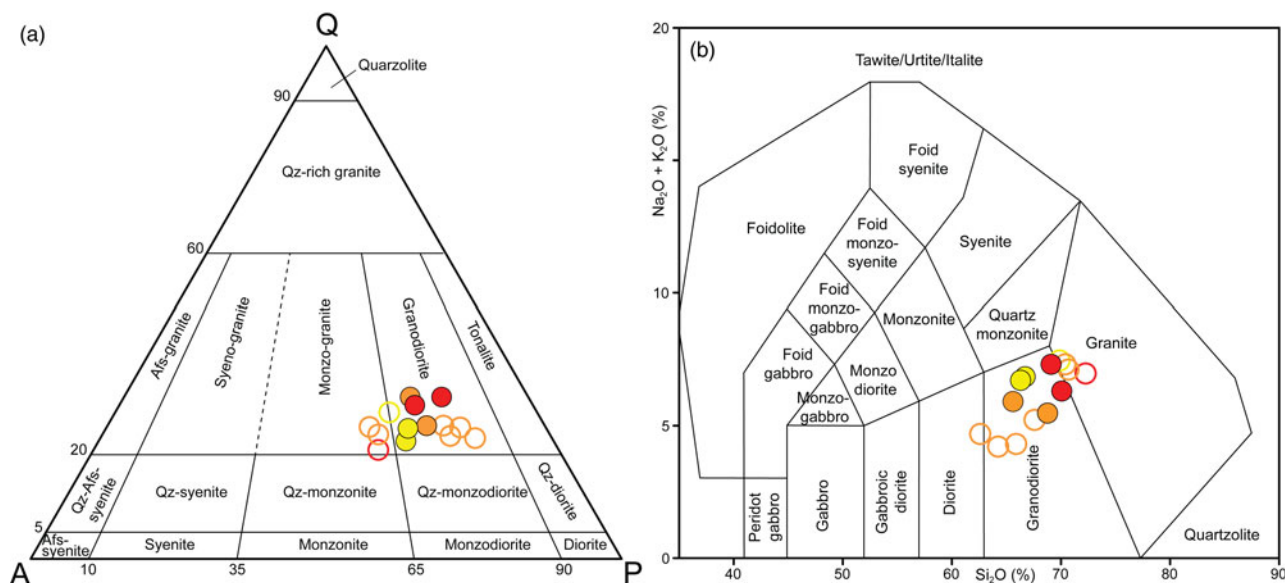 (a)
Q
Quarzolite
90
Qz-rich granite
60
Afs-granite
Syeno-granite
Monzo-granite
Granodiorite
Tonalite
20
Qz-Afs-
syenite
Qz-syenite
Qz-monzonite
Qz-monzodiorite
Qz-diorite
5
Afs-
syenite
Syenite
Monzonite
Monzodiorite
Diorite
A
10
35
65
90
P
(b)
20
Tawite/Urtite/Italite
Na₂O + K₂O (%)
Foid
syenite
Foidolite
Foid
monzo-
syenite
Syenite
10
Foid
monzo-
gabbro
Monzonite
Quartz
monzonite
Granite
Foid
gabbro
Monzo
diorite
Monzo-
gabbro
5
Peridot
gabbro
Gabbro
Gabbroic
diorite
Diorite
Granodiorite
Quartzolite
0
40
50
60
Si₂O (%)
70
80
90